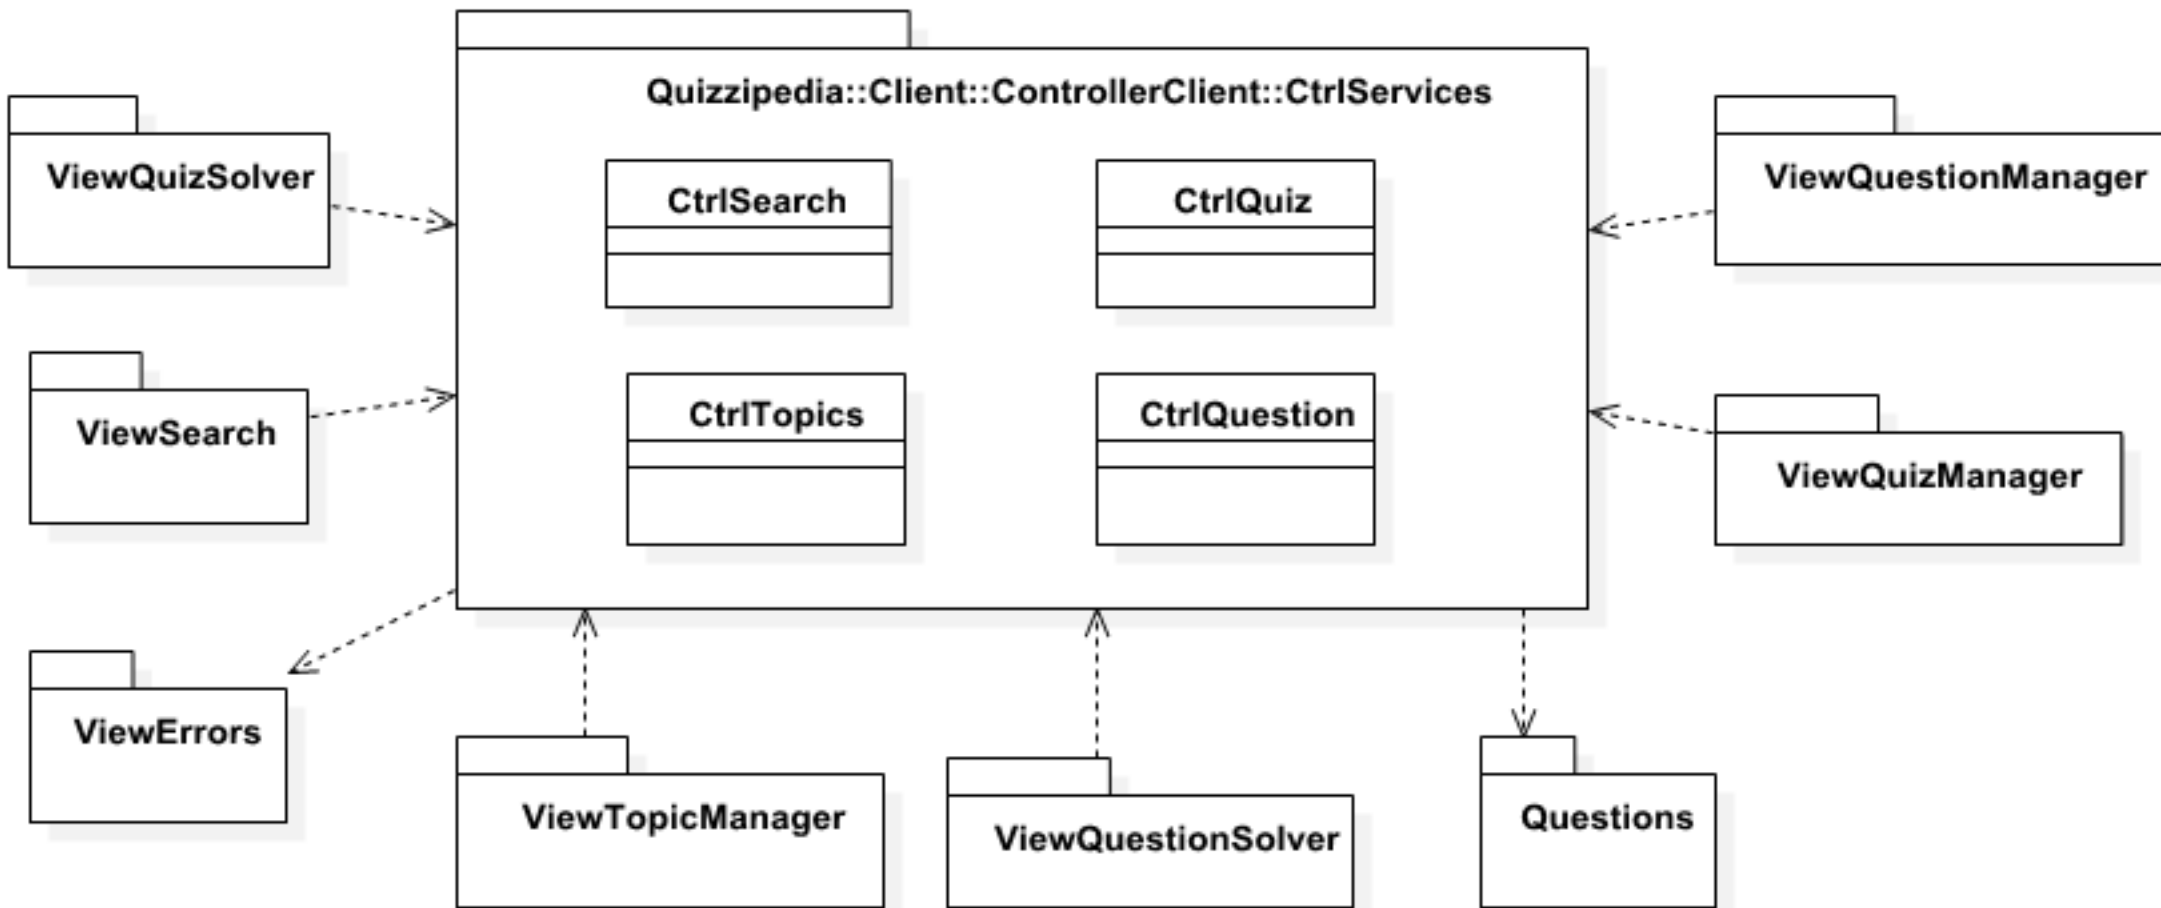 Quizzipedia::Client::ControllerClient::CtrlServices
ViewQuizSolver
CtrlSearch
CtrlQuiz
ViewQuestionManager
ViewSearch
CtrlTopics
CtrlQuestion
ViewQuizManager
ViewErrors
ViewTopicManager
ViewQuestionSolver
Questions